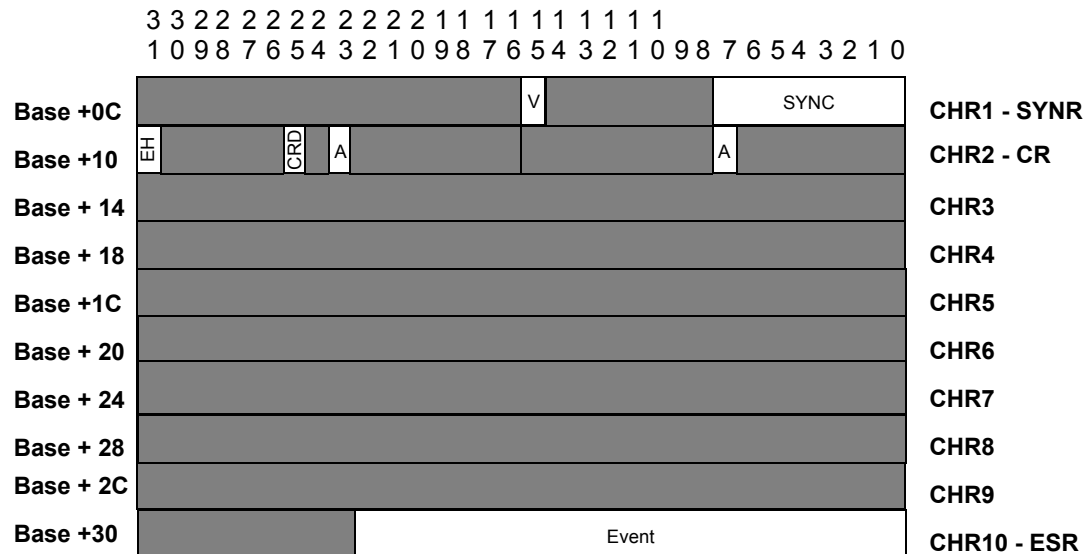 3 3 2 2 2 2 2 2 2 2 2 2 1 1 1 1 1 1 1 1 1 1
1 0 9 8 7 6 5 4 3 2 1 0 9 8 7 6 5 4 3 2 1 0 9 8 7 6 5 4 3 2 1 0
Base +0C V SYNC CHR1 - SYNR
Base +10 EH CRD A A CHR2 - CR
Base + 14 CHR3
Base + 18 CHR4
Base +1C CHR5
Base + 20 CHR6
Base + 24 CHR7
Base + 28 CHR8
Base + 2C CHR9
Base +30 Event CHR10 - ESR